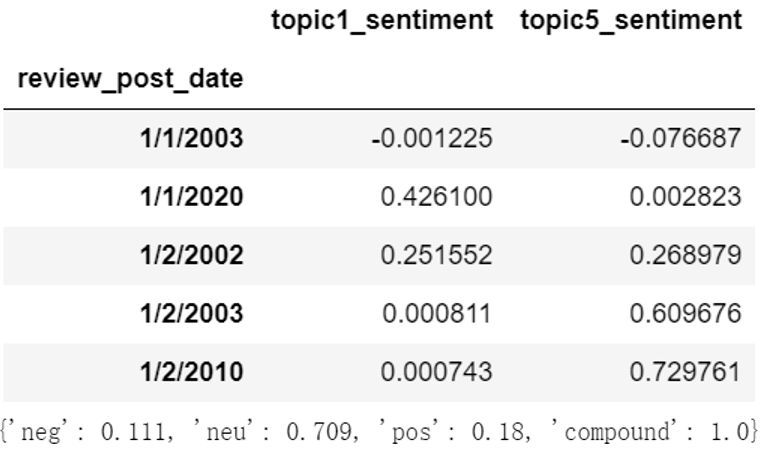 topic1_sentiment topic5_sentiment
review_post_date
1/1/2003 -0.001225 -0.076687
1/1/2020 0.426100 0.002823
1/2/2002 0.251552 0.268979
1/2/2003 0.000811 0.609676
1/2/2010 0.000743 0.729761
{'neg': 0.111, 'neu': 0.709, 'pos': 0.18, 'compound': 1.0}